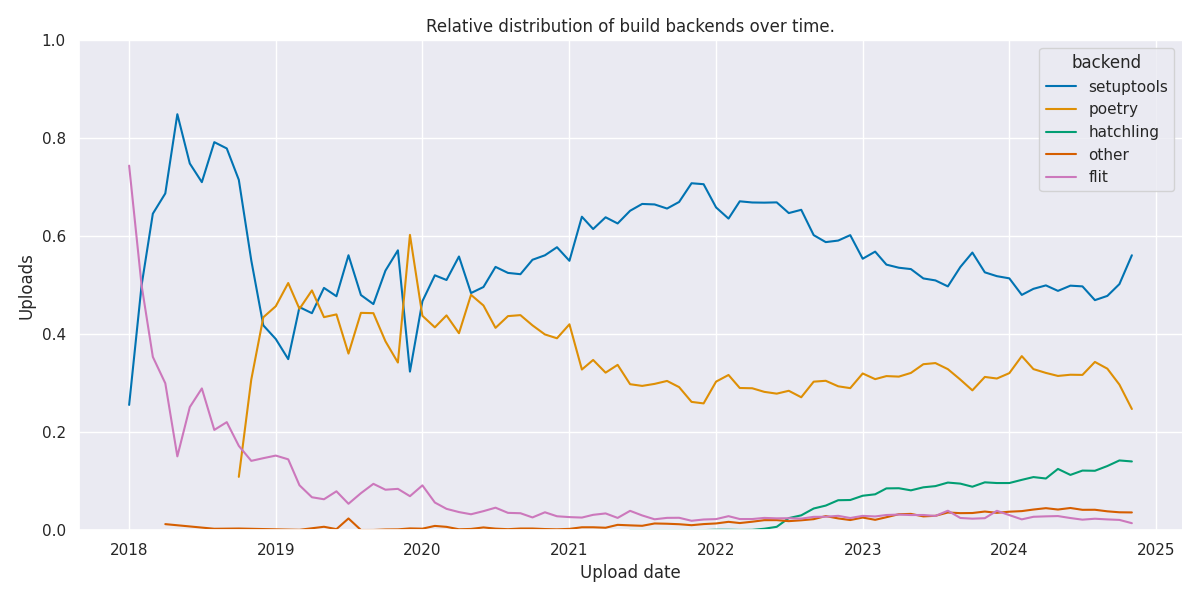 Relative distribution of build backends over time.
1.0
0.8
0.6
0.4
0.2
0.0
Uploads
backend
setuptools
poetry
hatchling
other
flit
2018
2019
2020
2021
2022
2023
2024
2025
Upload date